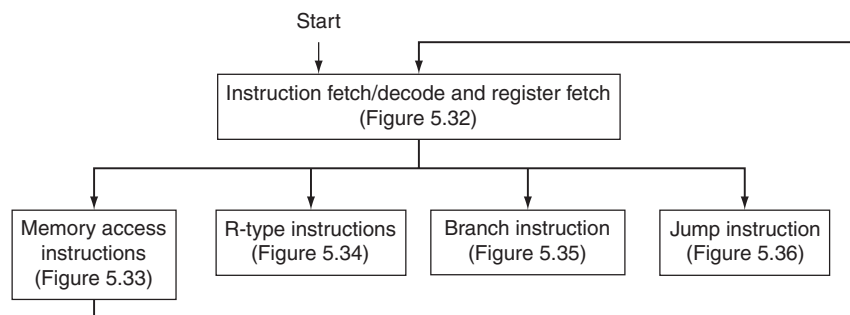 Start
Instruction fetch/decode and register fetch
(Figure 5.32)
Memory access
instructions
(Figure 5.33)
R-type instructions
(Figure 5.34)
Branch instruction
(Figure 5.35)
Jump instruction
(Figure 5.36)